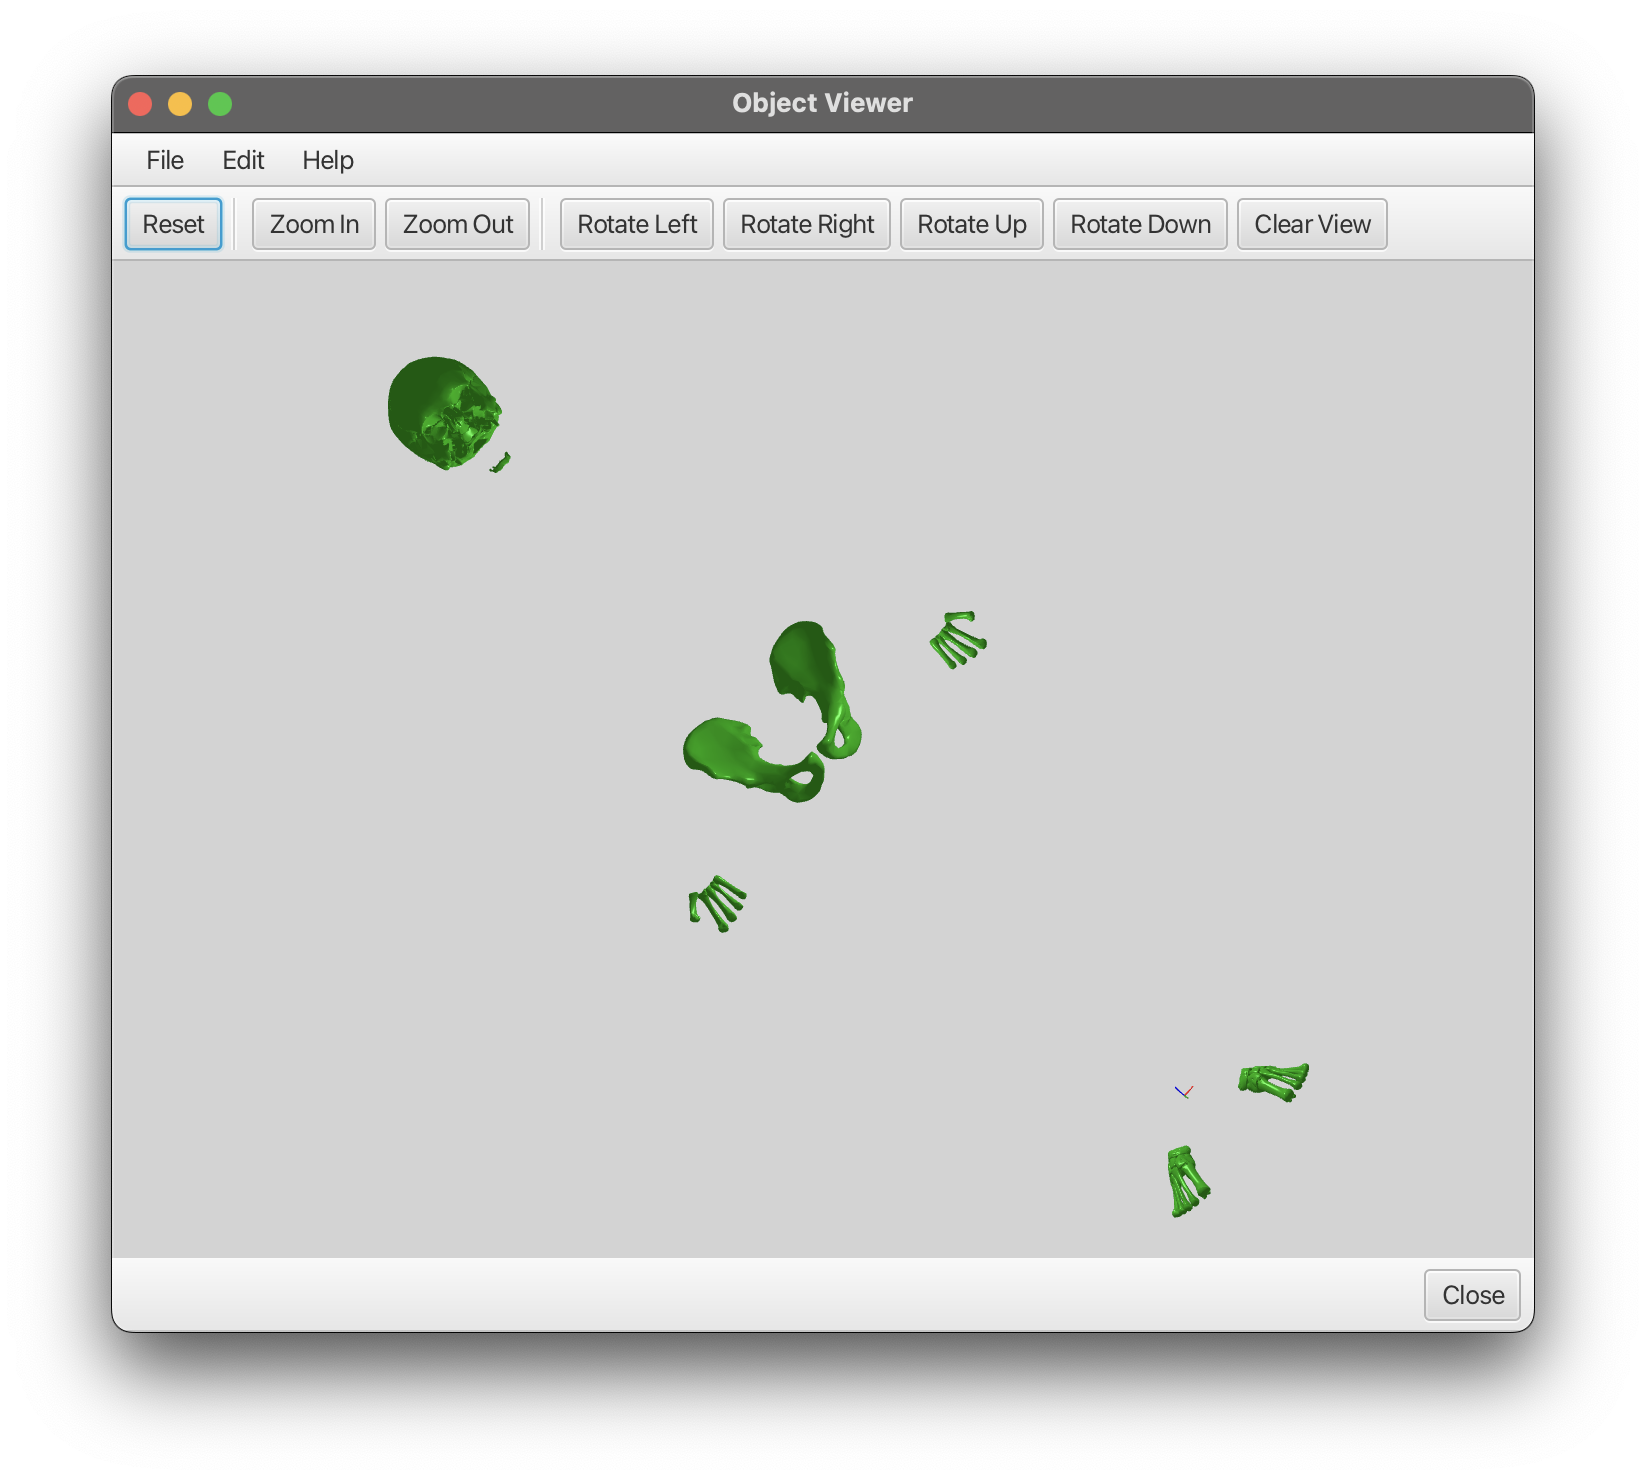 Object Viewer
File Edit Help
Reset Zoom In Zoom Out Rotate Left Rotate Right Rotate Up Rotate Down Clear View
Close